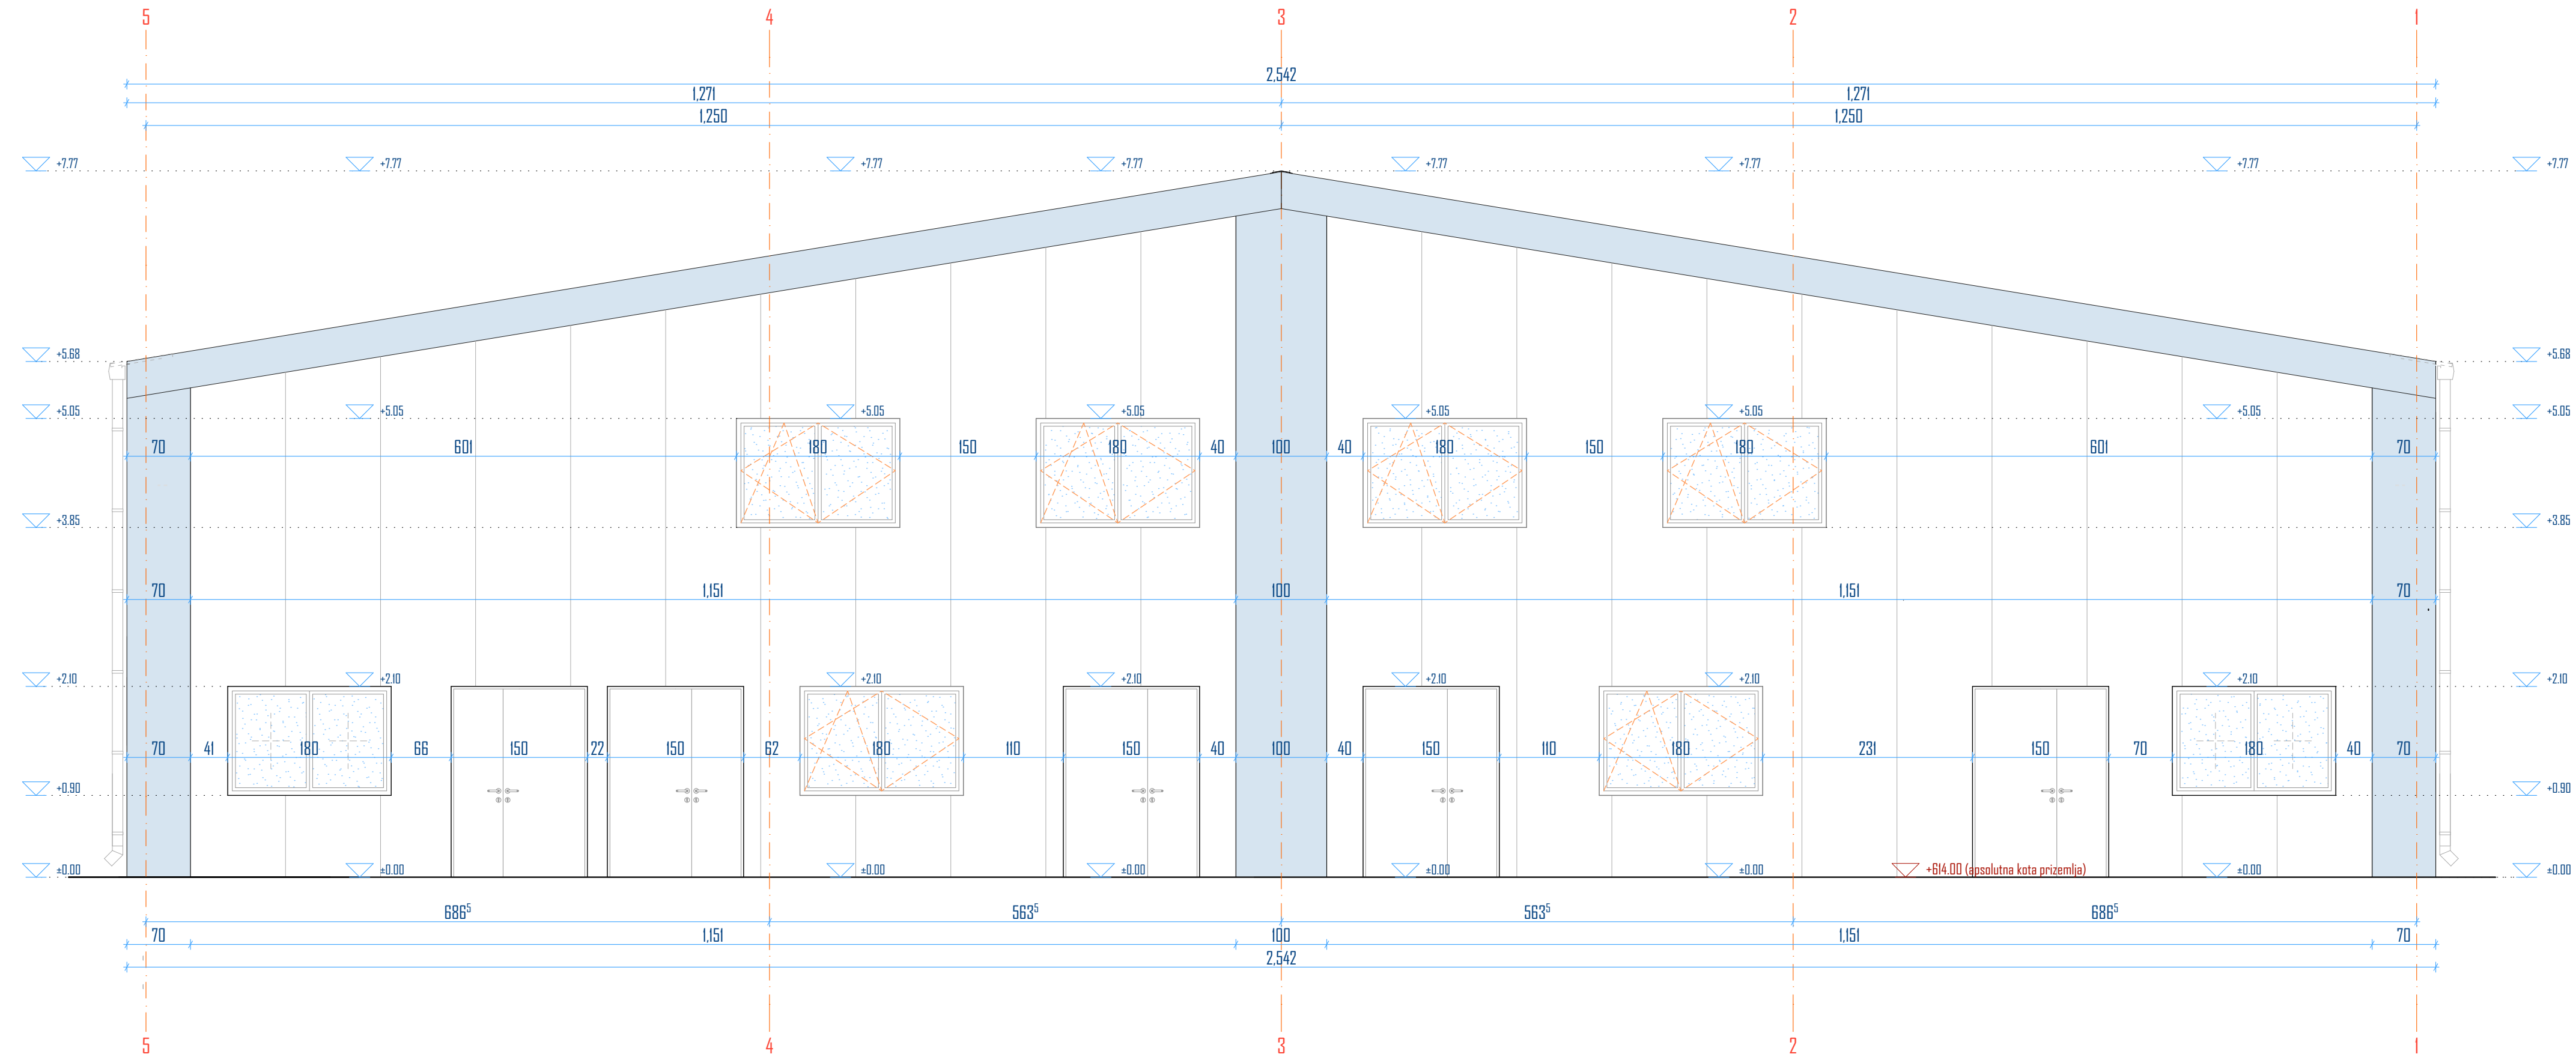 5 4 3 2 1
2,542
1,271 1,271
1,250 1,250
+7.77 +7.77 +7.77 +7.77 +7.77 +7.77 +7.77 +7.77
+5.68 +5.68
+5.05 +5.05 +5.05 +5.05 +5.05 +5.05 +5.05 +5.05
70 601 180 150 180 40 100 40 180 150 180 601 70
+3.85 +3.85
70 1,151 100 1,151 70
+2.10 +2.10 +2.10 +2.10 +2.10 +2.10 +2.10 +2.10
70 41 180 66 150 22 150 62 180 110 150 40 100 40 150 110 180 231 150 70 180 40 70
+0.90 +0.90
±0.00 ±0.00 ±0.00 ±0.00 ±0.00 ±0.00 +614.00 (apsolutna kota prizemlja) ±0.00 ±0.00
686⁵ 563⁵ 563⁵ 686⁵
70 1,151 100 1,151 70
2,542
5 4 3 2 1